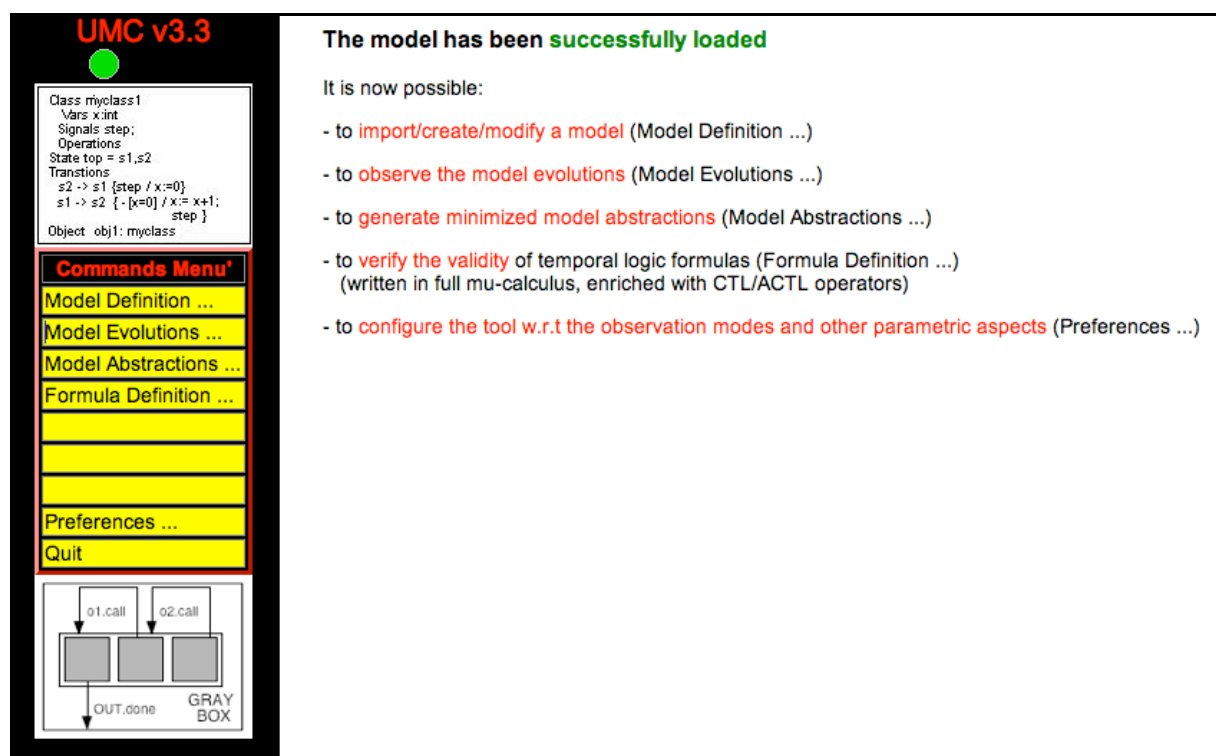 UMC v3.3
Class myclass1
Vars x:int
Signals step;
Operations
State top = s1,s2
Transtions
s2 -> s1 {step / x:=0}
s1 -> s2 { - [x=0] / x:= x+1;
step }
Object obj1: myclass
Commands Menu'
Model Definition ...
Model Evolutions ...
Model Abstractions ...
Formula Definition ...
Preferences ...
Quit
o1.call
o2.call
OUT.done
GRAY
BOX
The model has been successfully loaded
It is now possible:
- to import/create/modify a model (Model Definition ...)
- to observe the model evolutions (Model Evolutions ...)
- to generate minimized model abstractions (Model Abstractions ...)
- to verify the validity of temporal logic formulas (Formula Definition ...)
(written in full mu-calculus, enriched with CTL/ACTL operators)
- to configure the tool w.r.t the observation modes and other parametric aspects (Preferences ...)